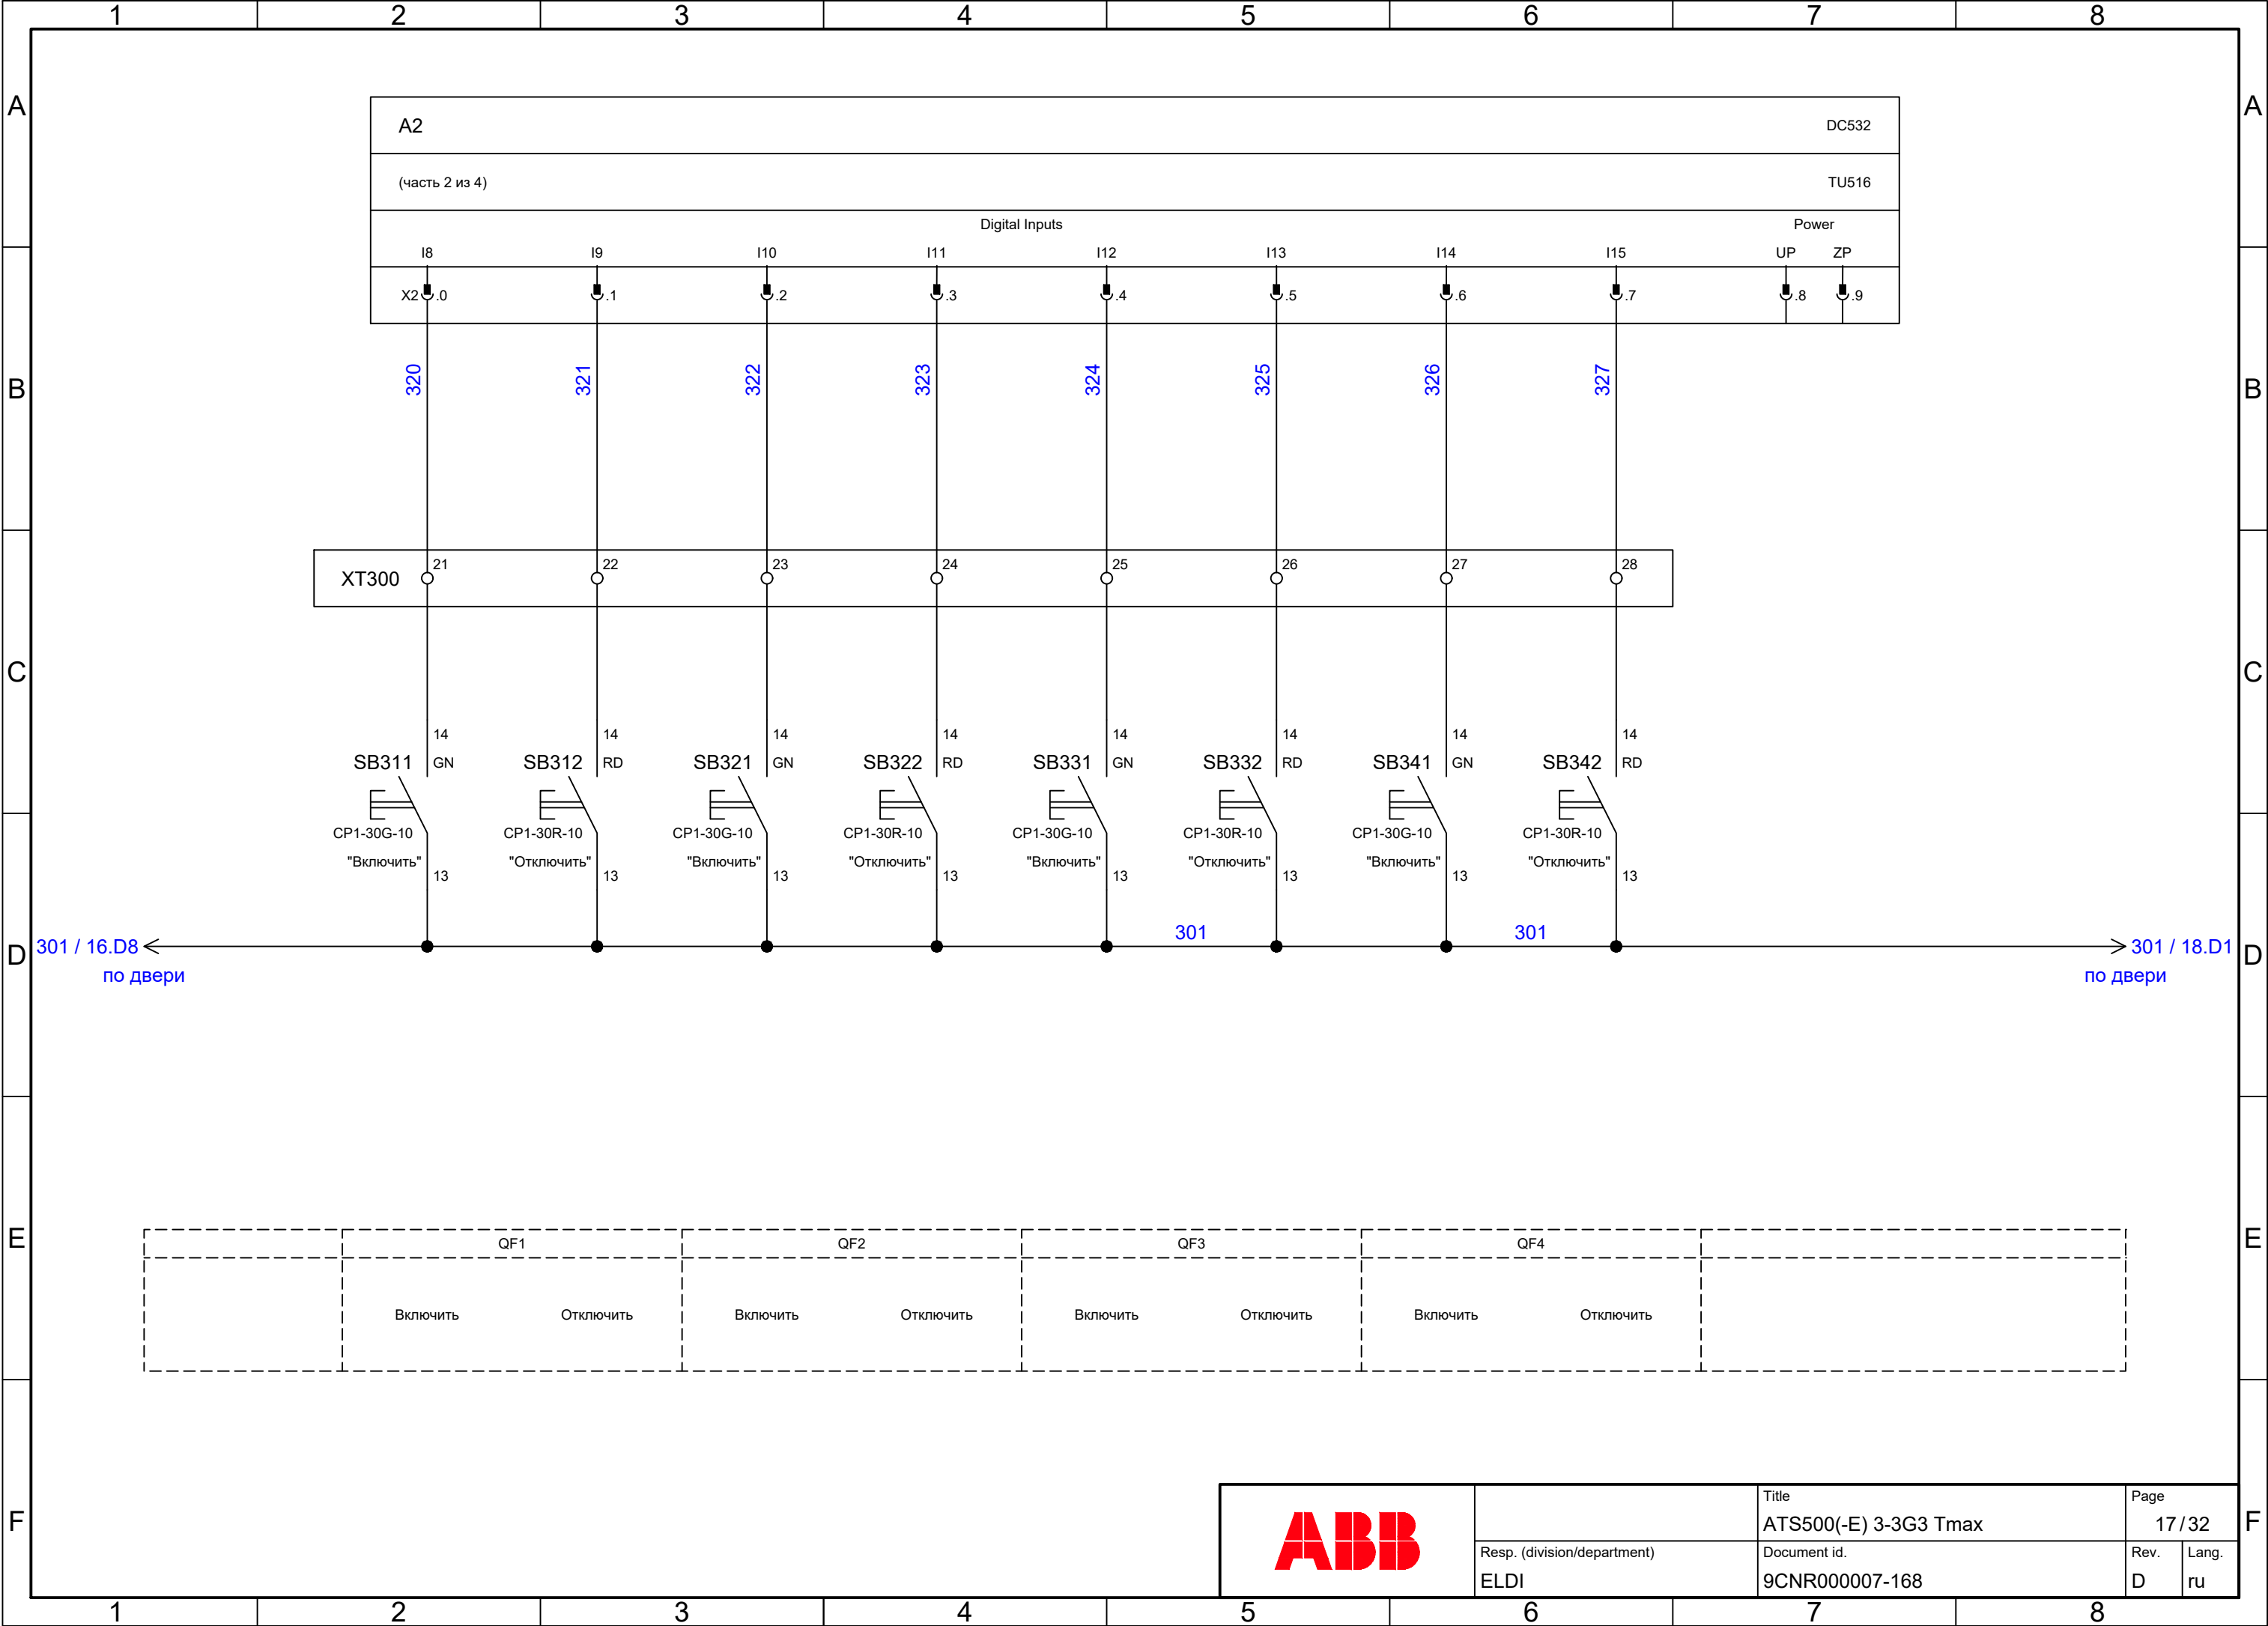 1 2 3 4 5 6 7 8
A A
A2 DC532
(часть 2 из 4) TU516
Digital Inputs Power
I8 I9 I10 I11 I12 I13 I14 I15 UP ZP
X2 .0 .1 .2 .3 .4 .5 .6 .7 .8 .9
320 321 322 323 324 325 326 327
B B
XT300 21 22 23 24 25 26 27 28
C C
14 14 14 14 14 14 14 14
SB311 GN SB312 RD SB321 GN SB322 RD SB331 GN SB332 RD SB341 GN SB342 RD
CP1-30G-10 CP1-30R-10 CP1-30G-10 CP1-30R-10 CP1-30G-10 CP1-30R-10 CP1-30G-10 CP1-30R-10
"Включить" "Отключить" "Включить" "Отключить" "Включить" "Отключить" "Включить" "Отключить"
13 13 13 13 13 13 13 13
301 301
D 301 / 16.D8 301 / 18.D1 D
по двери по двери
E E
QF1 QF2 QF3 QF4
Включить Отключить Включить Отключить Включить Отключить Включить Отключить
F F
ABB
Title Page
ATS500(-E) 3-3G3 Tmax 17/32
Resp. (division/department) Document id. Rev. Lang.
ELDI 9CNR000007-168 D ru
1 2 3 4 5 6 7 8